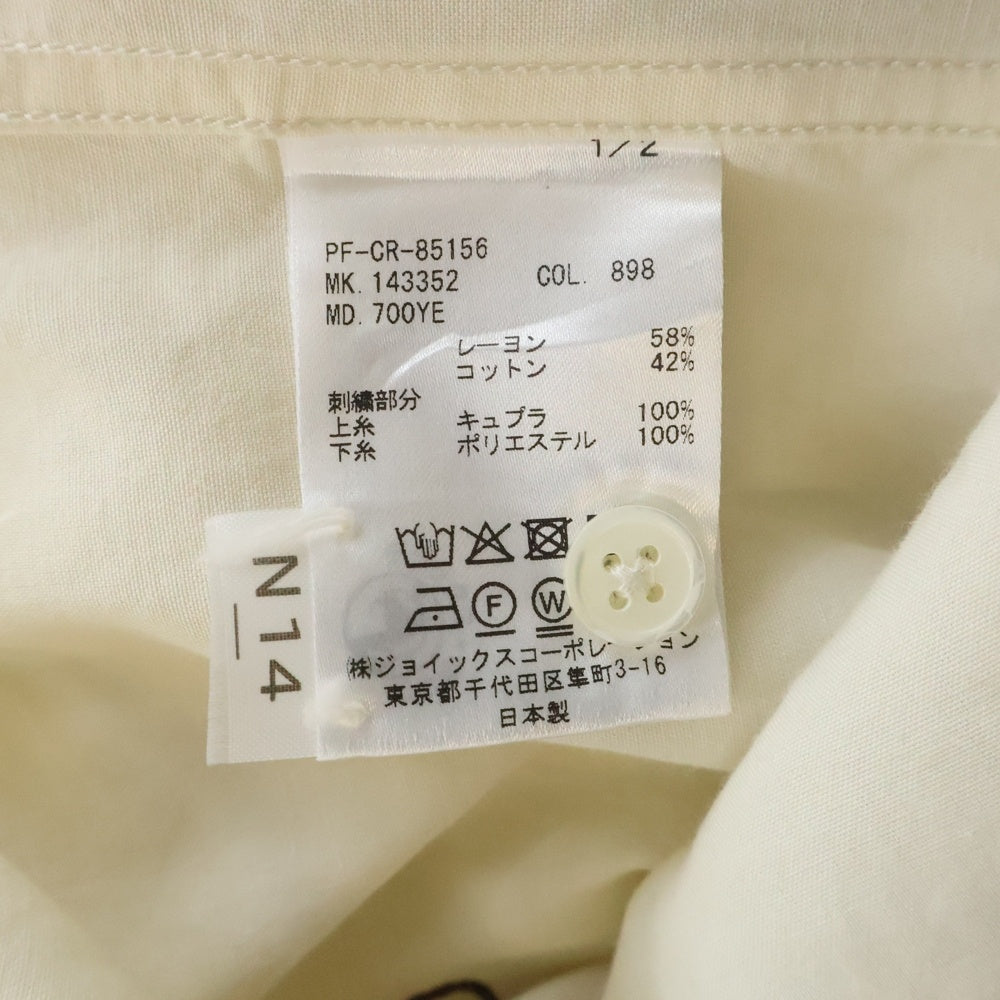 1/2
PF-CR-85156
MK. 143352 COL. 898
MD. 700YE
レーヨン 58%
コットン 42%
刺繍部分
上糸 キュプラ 100%
下糸 ポリエステル 100%
F W
(株)ジョイックスコーポレーション
東京都千代田区隼町3-16
日本製
N14